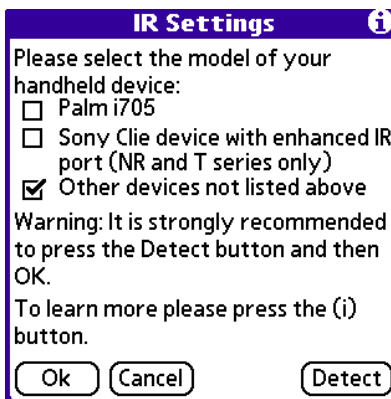 IR Settings i
Please select the model of your
handheld device:
Palm i705
Sony Clie device with enhanced IR
port (NR and T series only)
Other devices not listed above
Warning: It is strongly recommended
to press the Detect button and then
OK.
To learn more please press the (i)
button.
Ok Cancel Detect